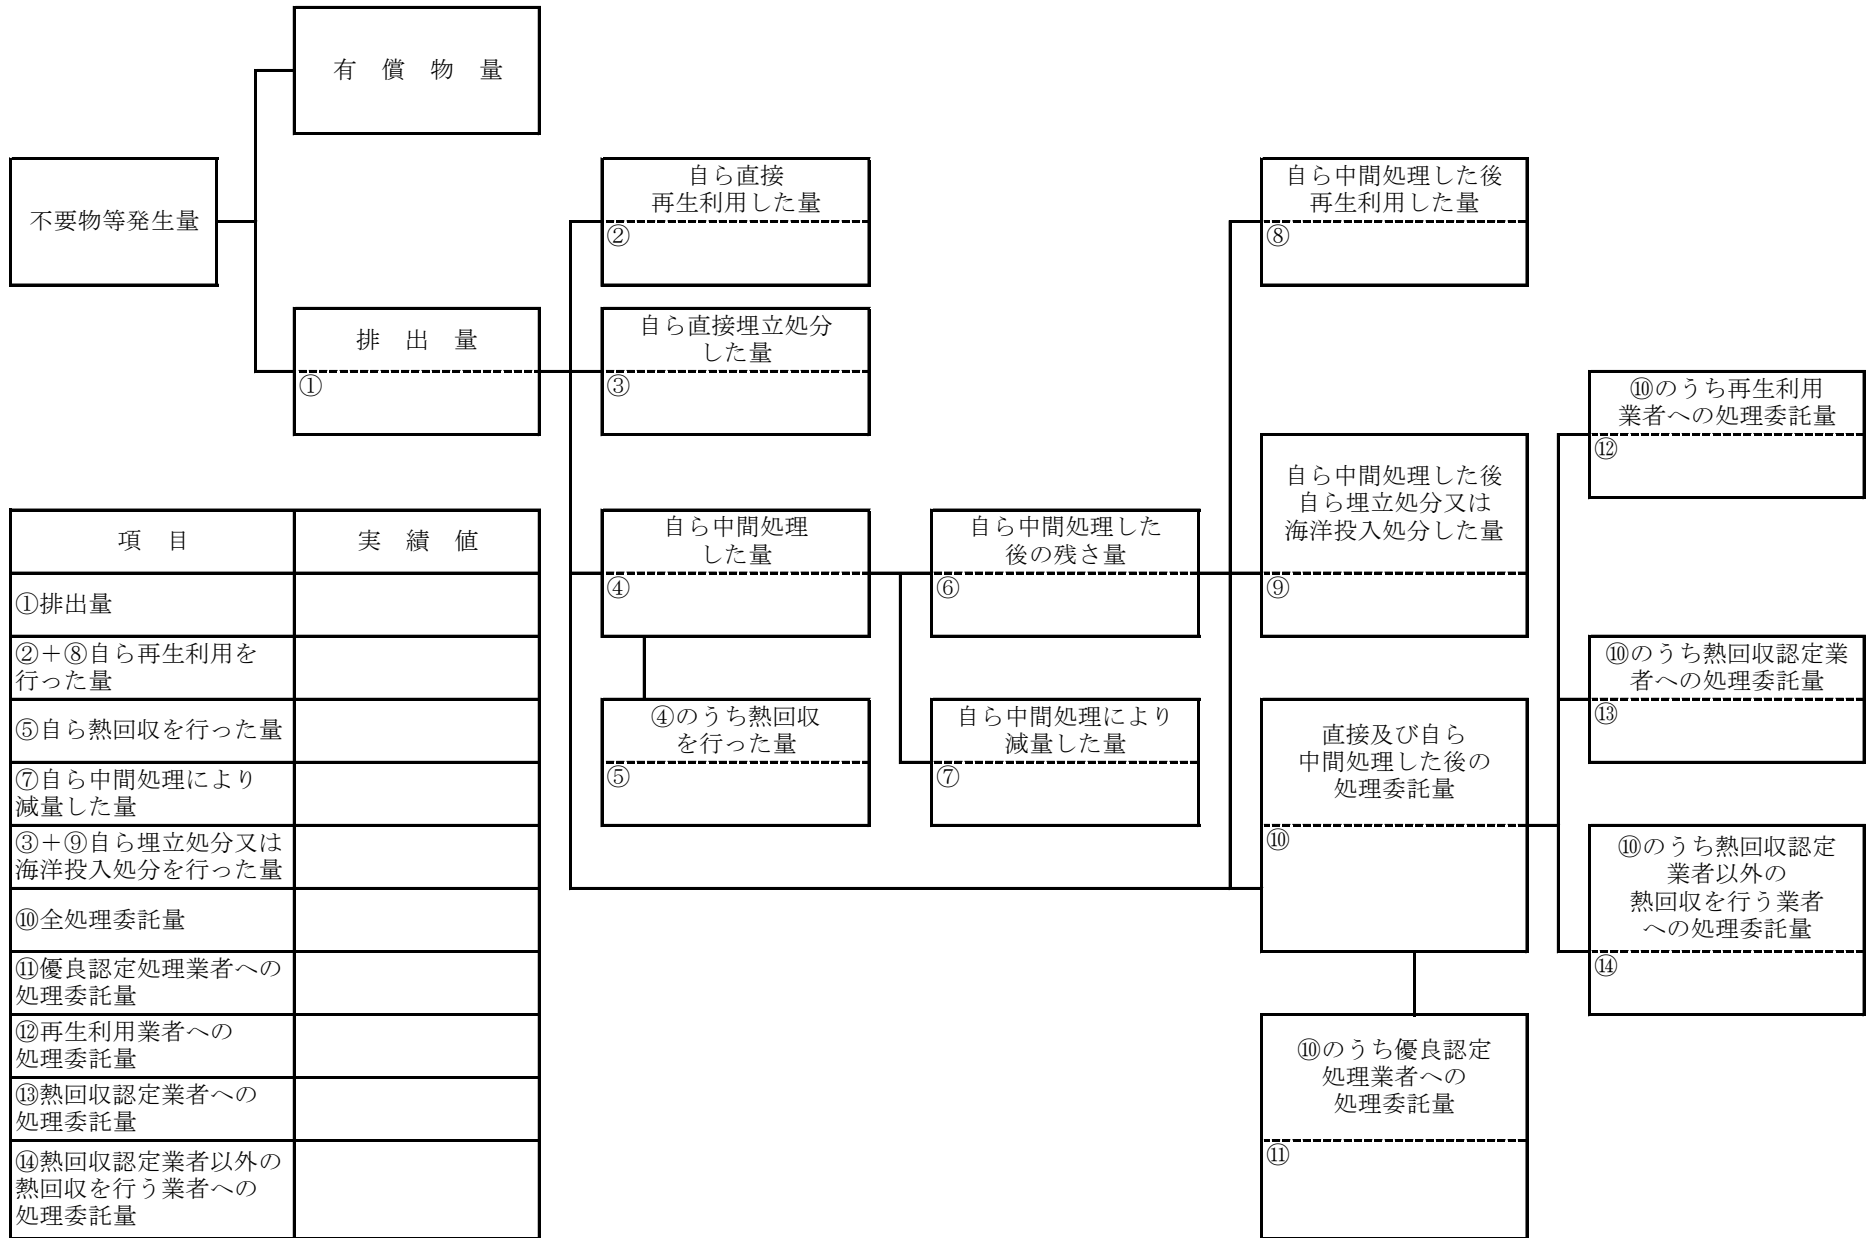 有　償　物　量
不要物等発生量
排　出　量
①
自ら直接
再生利用した量
②
自ら直接埋立処分
した量
③
自ら中間処理
した量
④
④のうち熱回収
を行った量
⑤
自ら中間処理した
後の残さ量
⑥
自ら中間処理により
減量した量
⑦
自ら中間処理した後
再生利用した量
⑧
自ら中間処理した後
自ら埋立処分又は
海洋投入処分した量
⑨
直接及び自ら
中間処理した後の
処理委託量
⑩
⑩のうち優良認定
処理業者への
処理委託量
⑪
⑩のうち再生利用
業者への処理委託量
⑫
⑩のうち熱回収認定業
者への処理委託量
⑬
⑩のうち熱回収認定
業者以外の
熱回収を行う業者
への処理委託量
⑭
項　目　実　績　値
①排出量
②＋⑧自ら再生利用を
行った量
⑤自ら熱回収を行った量
⑦自ら中間処理により
減量した量
③＋⑨自ら埋立処分又は
海洋投入処分を行った量
⑩全処理委託量
⑪優良認定処理業者への
処理委託量
⑫再生利用業者への
処理委託量
⑬熱回収認定業者への
処理委託量
⑭熱回収認定業者以外の
熱回収を行う業者への
処理委託量